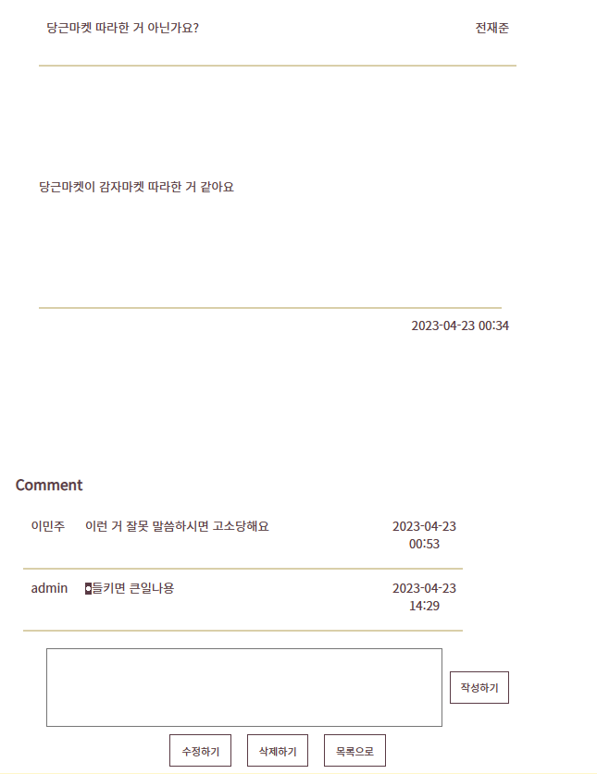 당근마켓 따라한 거 아닌가요? 전재준
당근마켓이 감자마켓 따라한 거 같아요
2023-04-23 00:34
Comment
이민주 이런 거 잘못 말씀하시면 고소당해요 2023-04-23
00:53
admin ◘들키면 큰일나용 2023-04-23
14:29
작성하기
수정하기 삭제하기 목록으로